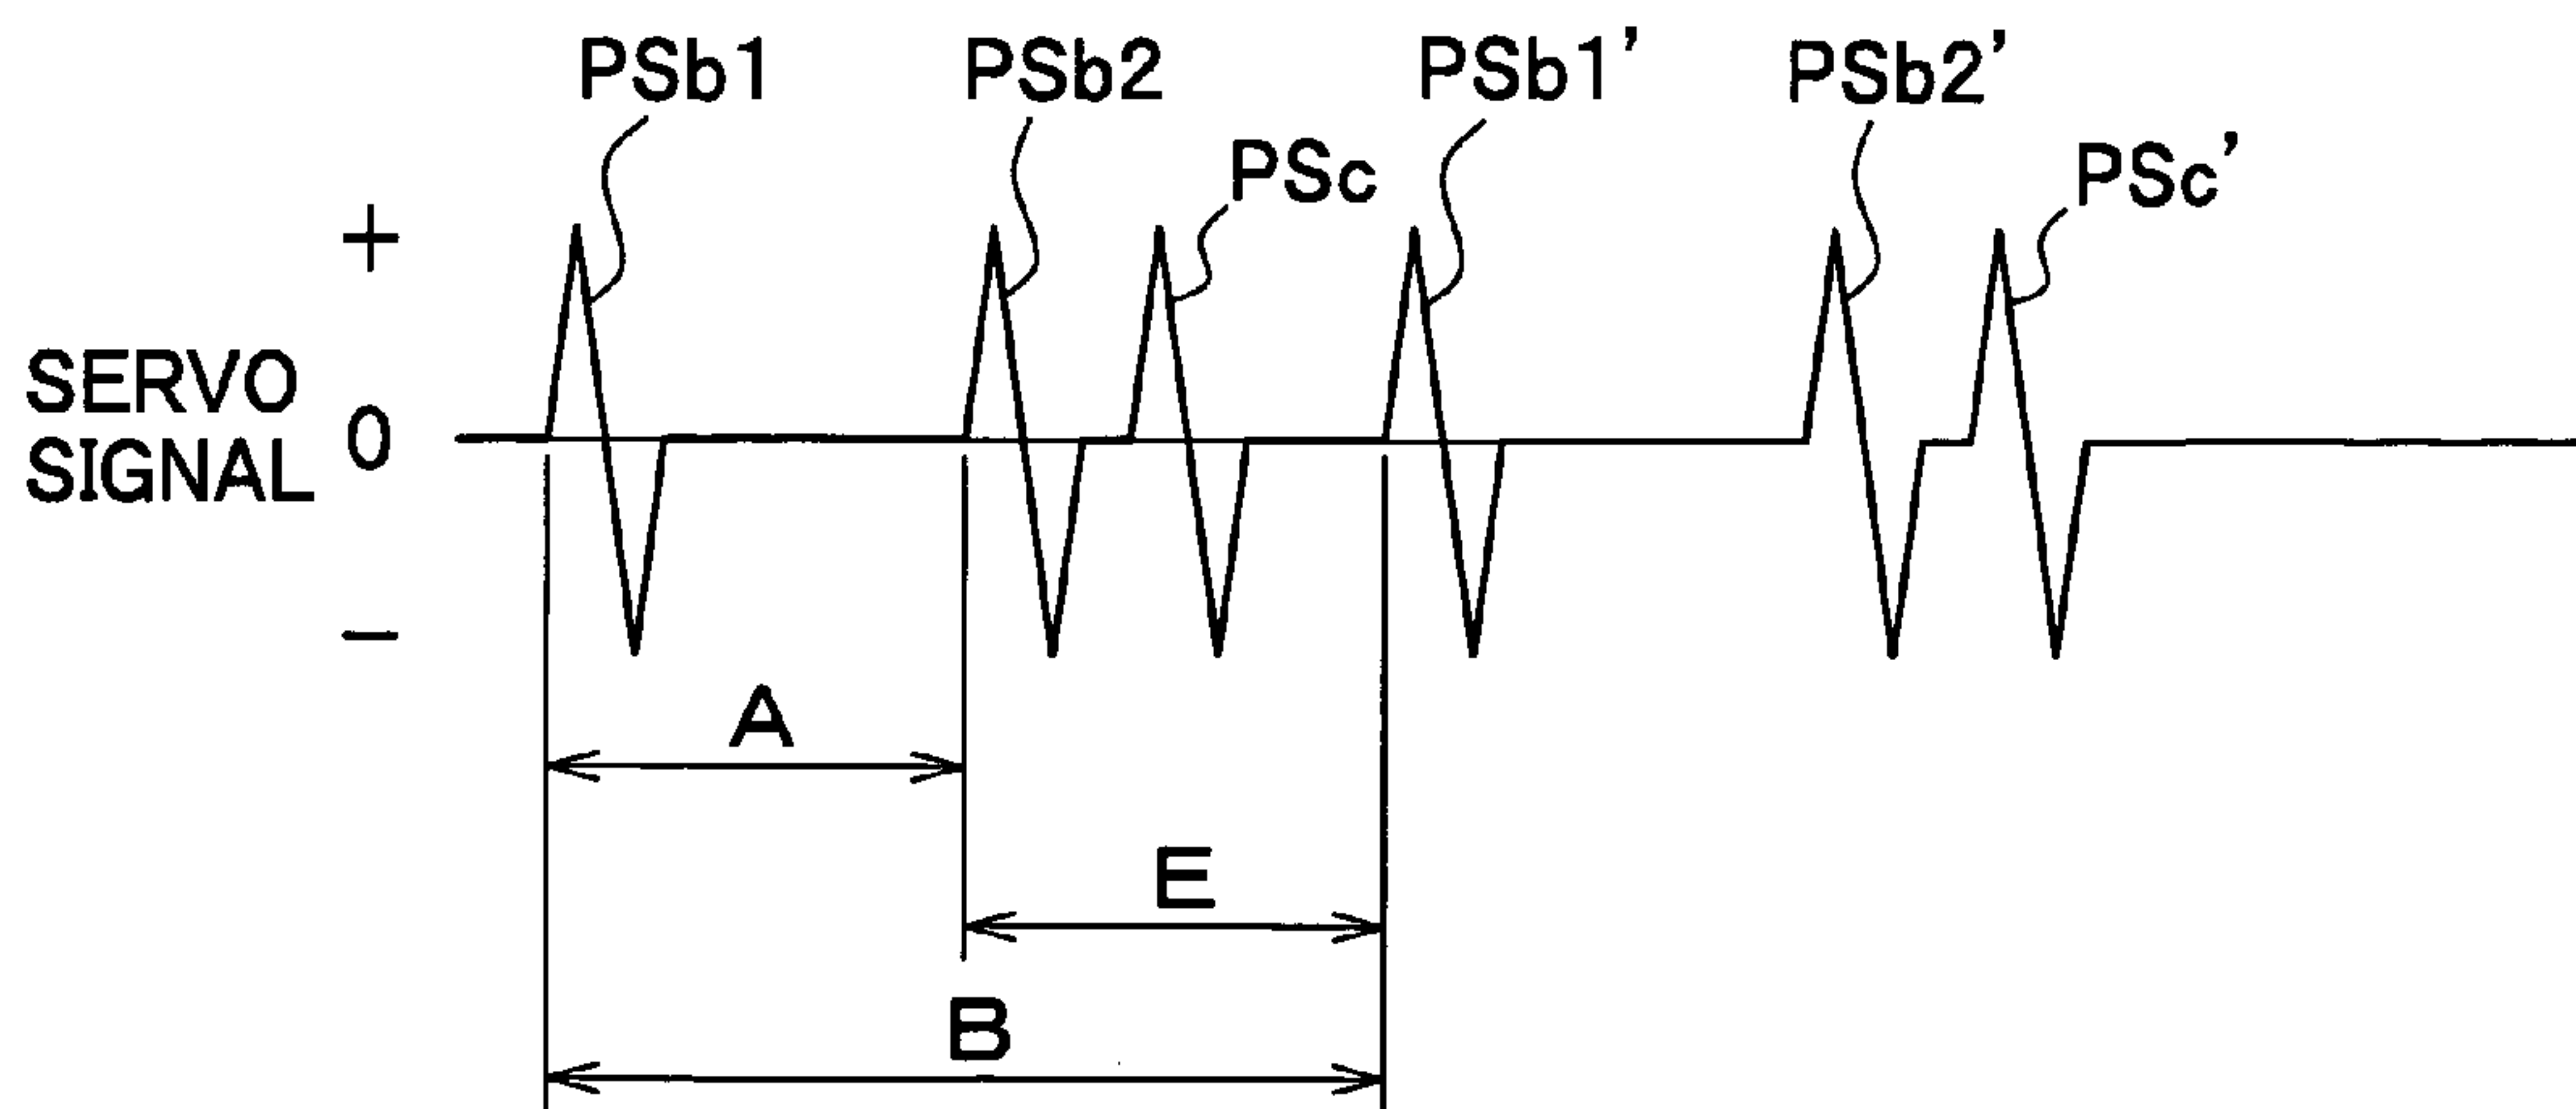 PSb1
PSb2
PSb1’
PSb2’
PSc
PSc’
+
SERVO
SIGNAL
0
−
A
E
B